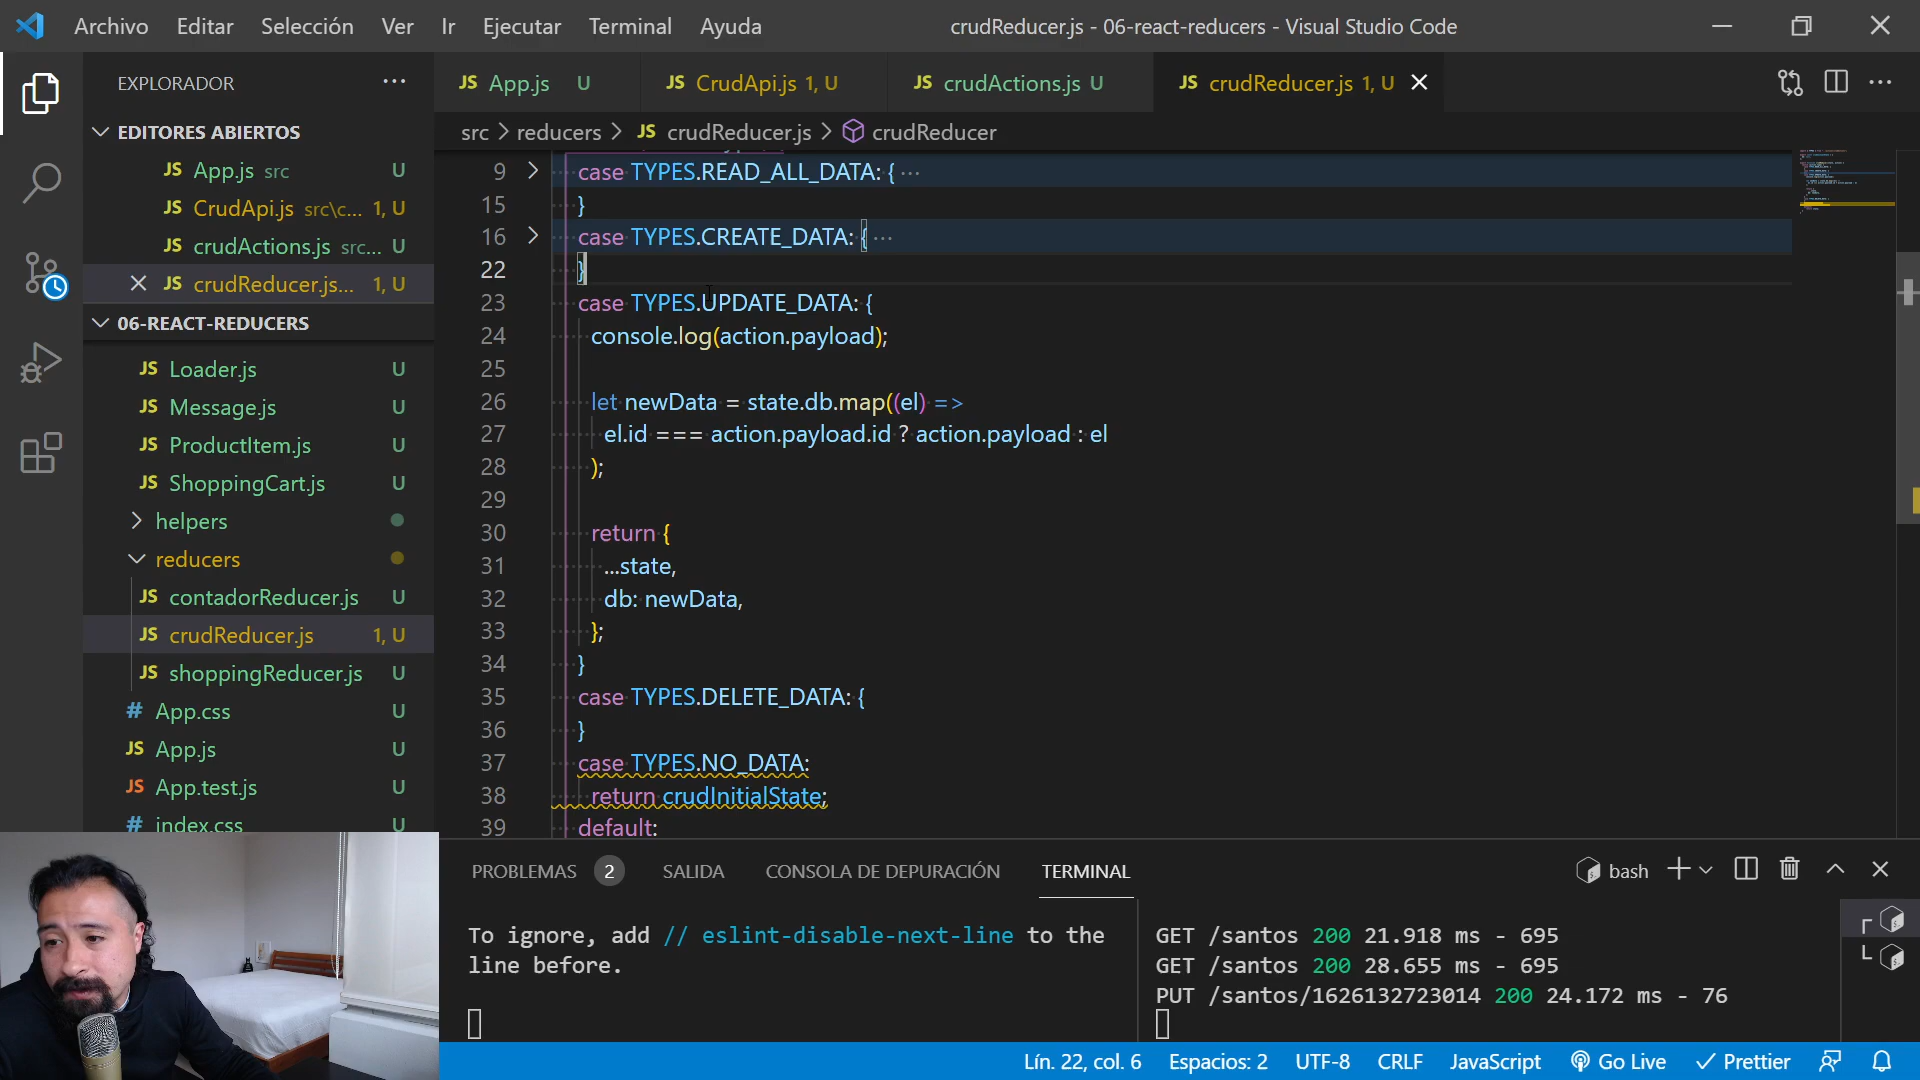 Archivo Editar Selección Ver Ir Ejecutar Terminal Ayuda crudReducer.js - 06-react-reducers - Visual Studio Code
EXPLORADOR ···
EDITORES ABIERTOS
JS App.js src U
JS CrudApi.js src\c... 1, U
JS crudActions.js src... U
JS crudReducer.js... 1, U
06-REACT-REDUCERS
JS Loader.js U
JS Message.js U
JS ProductItem.js U
JS ShoppingCart.js U
helpers
reducers
JS contadorReducer.js U
JS crudReducer.js 1, U
JS shoppingReducer.js U
# App.css U
JS App.js U
JS App.test.js U
# index.css U
JS App.js U JS CrudApi.js 1, U JS crudActions.js U JS crudReducer.js 1, U
src > reducers > JS crudReducer.js > crudReducer
9 case TYPES.READ_ALL_DATA: { ···
15 }
16 case TYPES.CREATE_DATA: { ···
22 }
23 case TYPES.UPDATE_DATA: {
24 console.log(action.payload);
25
26 let newData = state.db.map((el) =>
27 el.id === action.payload.id ? action.payload : el
28 );
29
30 return {
31 ...state,
32 db: newData,
33 };
34 }
35 case TYPES.DELETE_DATA: {
36 }
37 case TYPES.NO_DATA:
38 return crudInitialState;
39 default:
PROBLEMAS 2 SALIDA CONSOLA DE DEPURACIÓN TERMINAL bash
To ignore, add // eslint-disable-next-line to the
line before.
GET /santos 200 21.918 ms - 695
GET /santos 200 28.655 ms - 695
PUT /santos/1626132723014 200 24.172 ms - 76
Lín. 22, col. 6 Espacios: 2 UTF-8 CRLF JavaScript Go Live Prettier